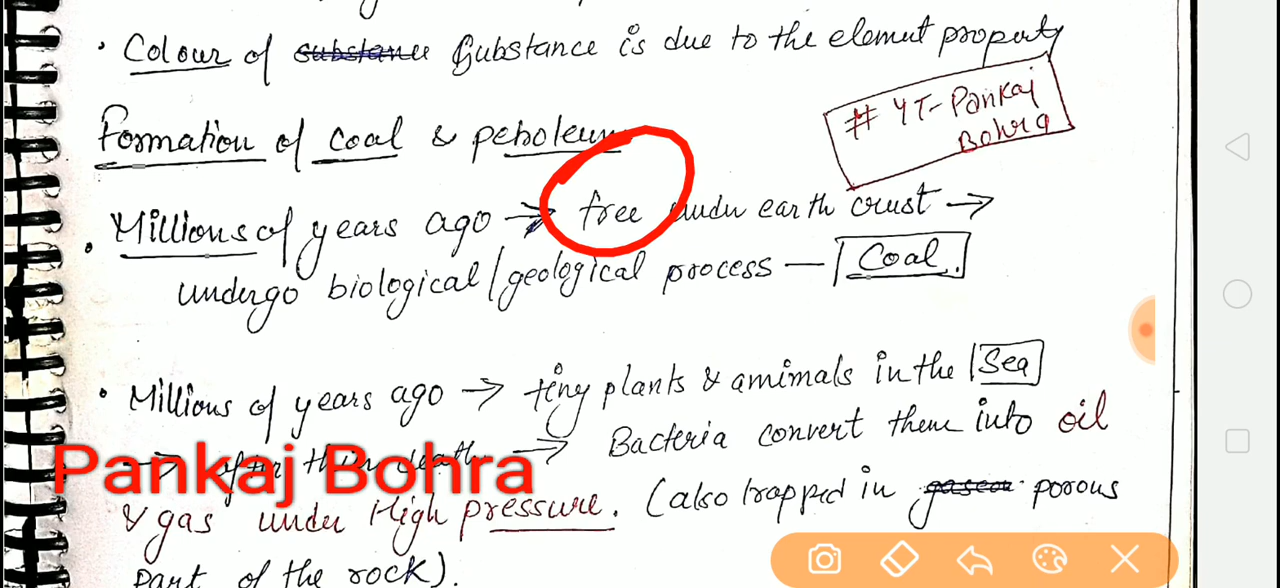 • Colour of substance Substance is due to the element property
# YT- Pankaj
Bohra
Formation of coal & petroleum
• Millions of years ago → free under earth crust →
undergo biological/geological process — Coal.
• Millions of years ago → tiny plants & animals in the Sea
→ after their death → Bacteria convert them into oil
Pankaj Bohra
& gas under High pressure. (also trapped in porous
part of the rock).